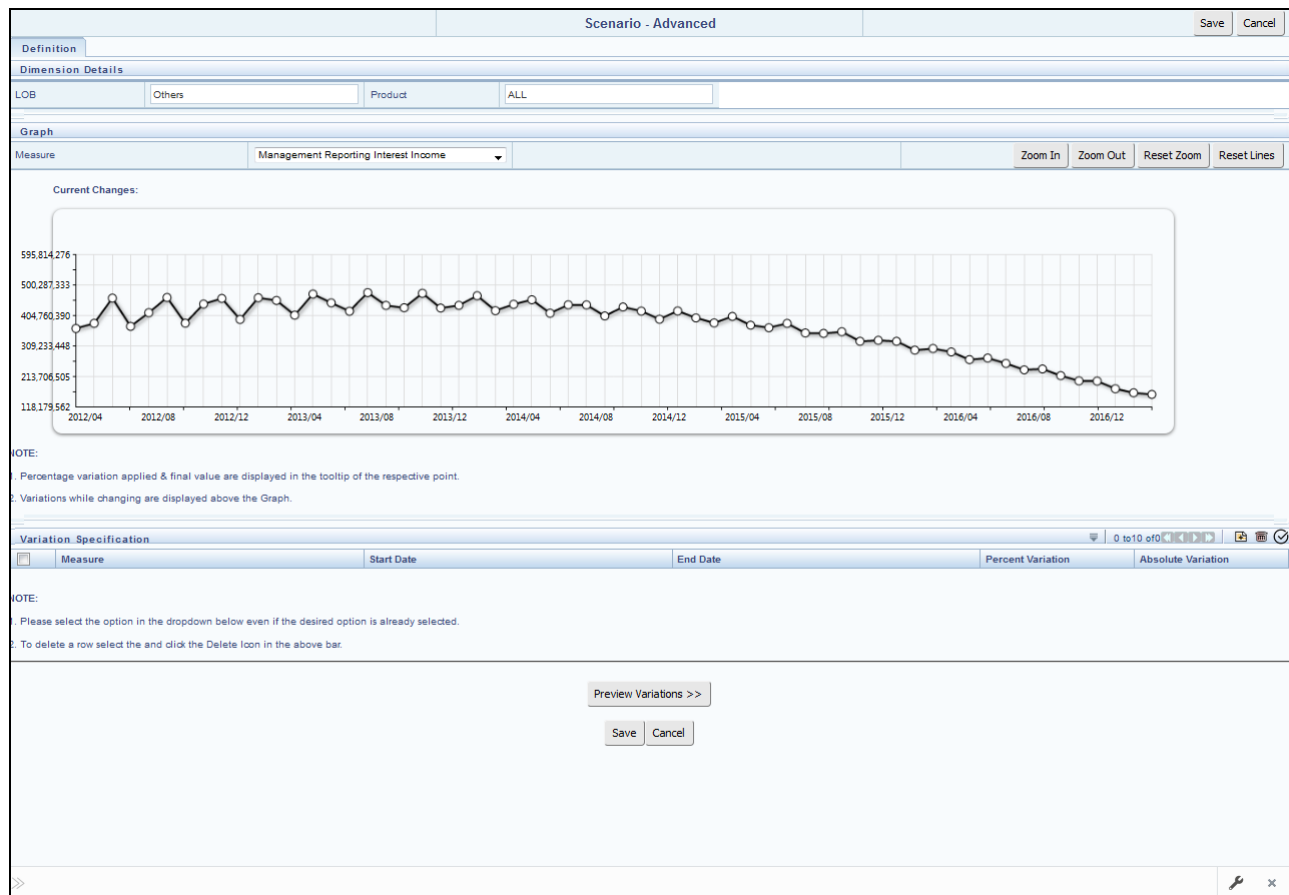 Scenario - Advanced
Save Cancel
Definition
Dimension Details
LOB Others Product ALL
Graph
Measure Management Reporting Interest Income Zoom In Zoom Out Reset Zoom Reset Lines
Current Changes:
595,814,276
500,287,333
404,760,390
309,233,448
213,706,505
118,179,562
2012/04 2012/08 2012/12 2013/04 2013/08 2013/12 2014/04 2014/08 2014/12 2015/04 2015/08 2015/12 2016/04 2016/08 2016/12
NOTE:
1. Percentage variation applied & final value are displayed in the tooltip of the respective point.
2. Variations while changing are displayed above the Graph.
Variation Specification 0 to10 of0
Measure Start Date End Date Percent Variation Absolute Variation
NOTE:
1. Please select the option in the dropdown below even if the desired option is already selected.
2. To delete a row select the and click the Delete Icon in the above bar.
Preview Variations >>
Save Cancel